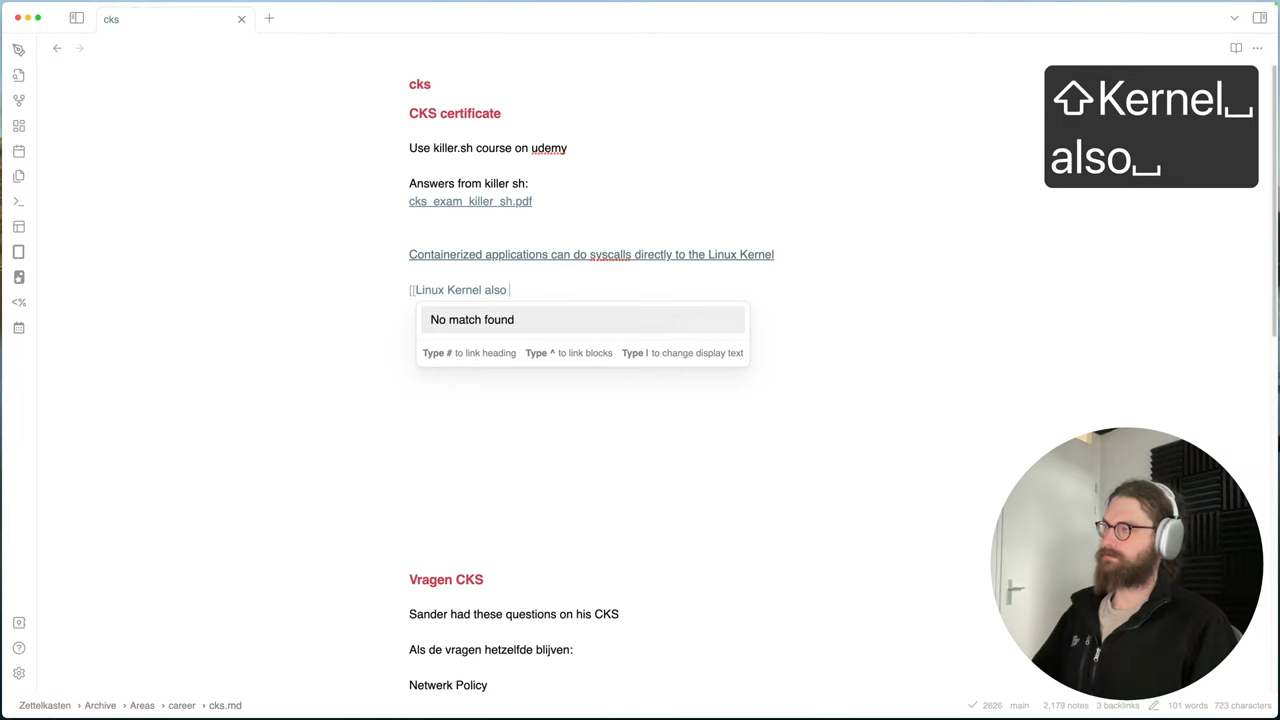 cks
⇧Kernel␣
also␣
cks
CKS certificate
Use killer.sh course on udemy
Answers from killer sh:
cks_exam_killer_sh.pdf
Containerized applications can do syscalls directly to the Linux Kernel
[[Linux Kernel also
No match found
Type # to link heading Type ^ to link blocks Type | to change display text
Vragen CKS
Sander had these questions on his CKS
Als de vragen hetzelfde blijven:
Netwerk Policy
Zettelkasten › Archive › Areas › career › cks.md
2626 main 2,179 notes 3 backlinks 101 words 723 characters